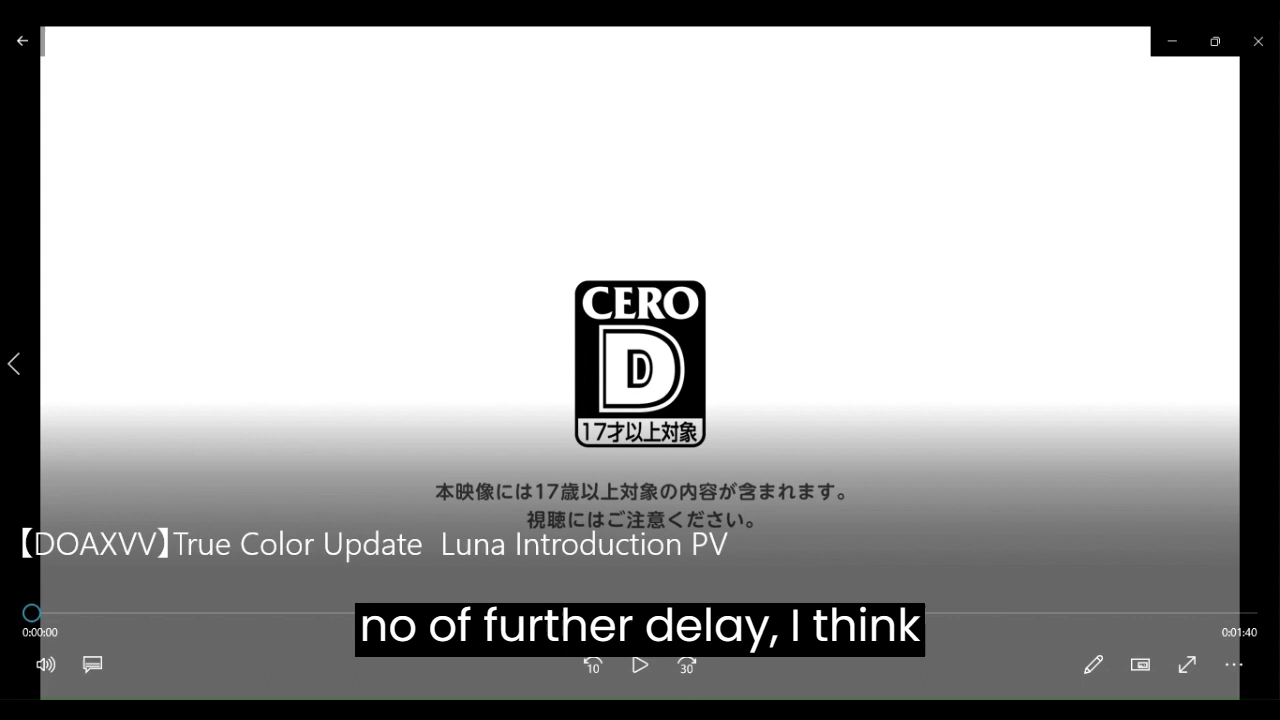 CERO
D
17才以上対象
本映像には17歳以上対象の内容が含まれます。
視聴にはご注意ください。
【DOAXVV】True Color Update  Luna Introduction PV
no of further delay, I think
0:00:00
0:01:40
10
30